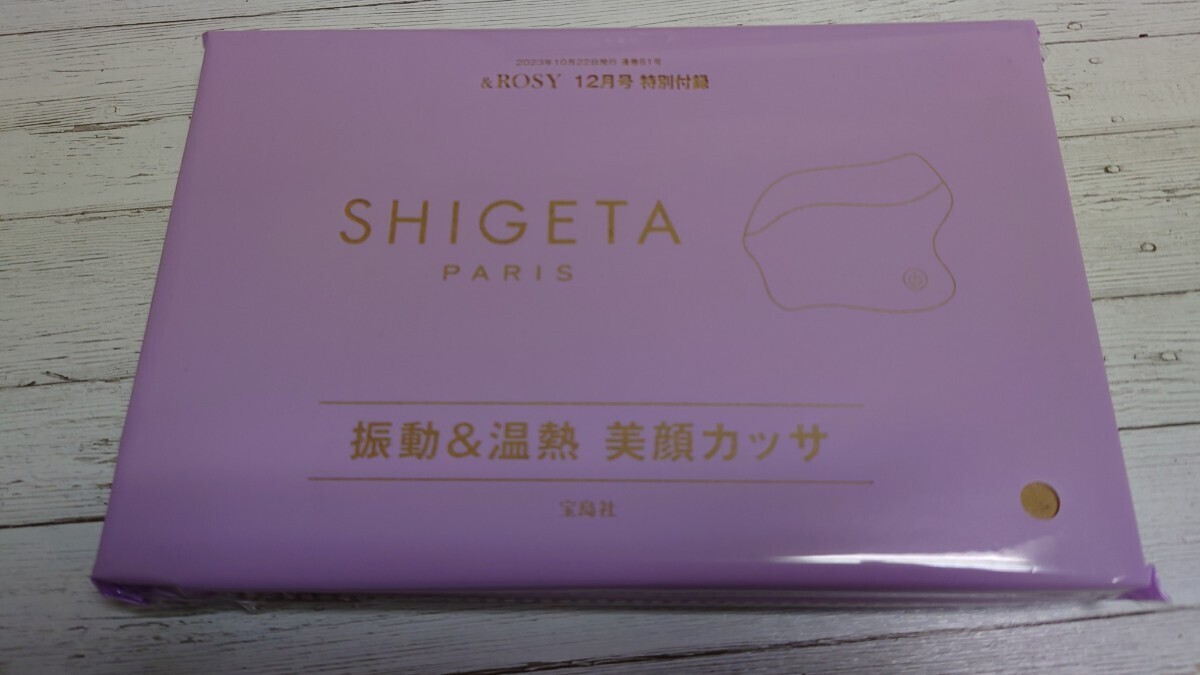 2023年10月22日発行 通巻81号
&ROSY 12月号 特別付録
SHIGETA
PARIS
振動&温熱 美顔カッサ
宝島社